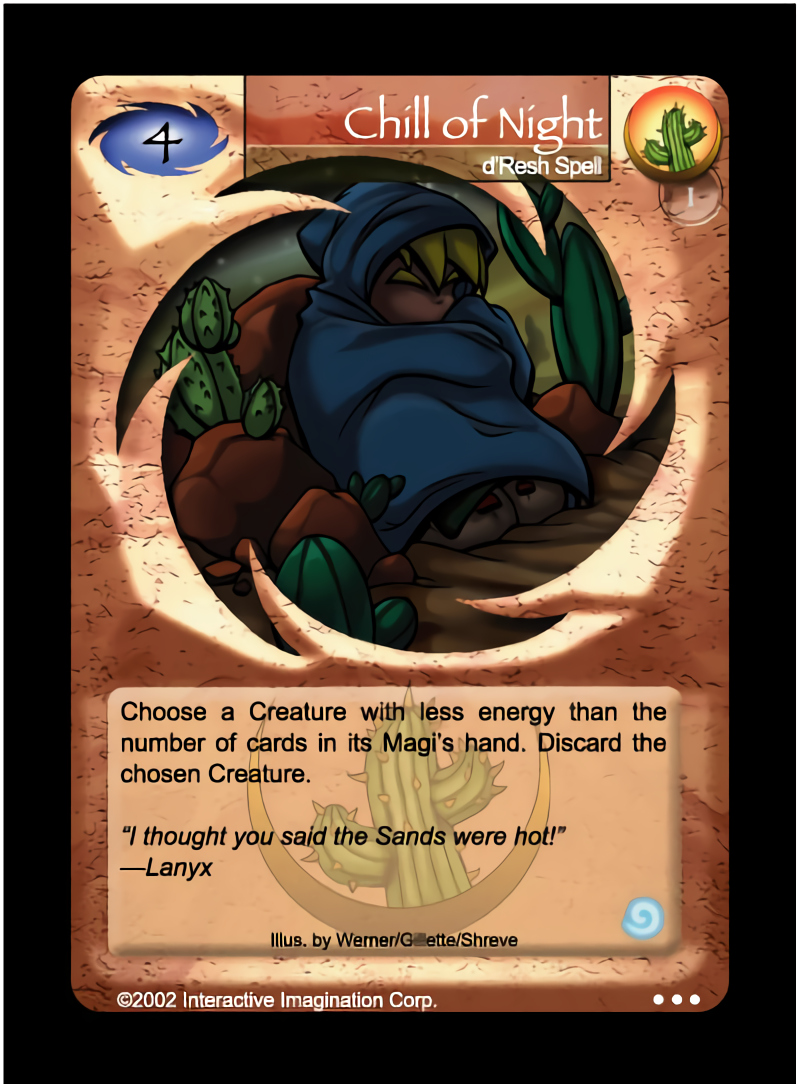 4
Chill of Night
d'Resh Spell
I
Choose a Creature with less energy than the
number of cards in its Magi's hand. Discard the
chosen Creature.
"I thought you said the Sands were hot!"
—Lanyx
Illus. by Werner/Gillette/Shreve
©2002 Interactive Imagination Corp.